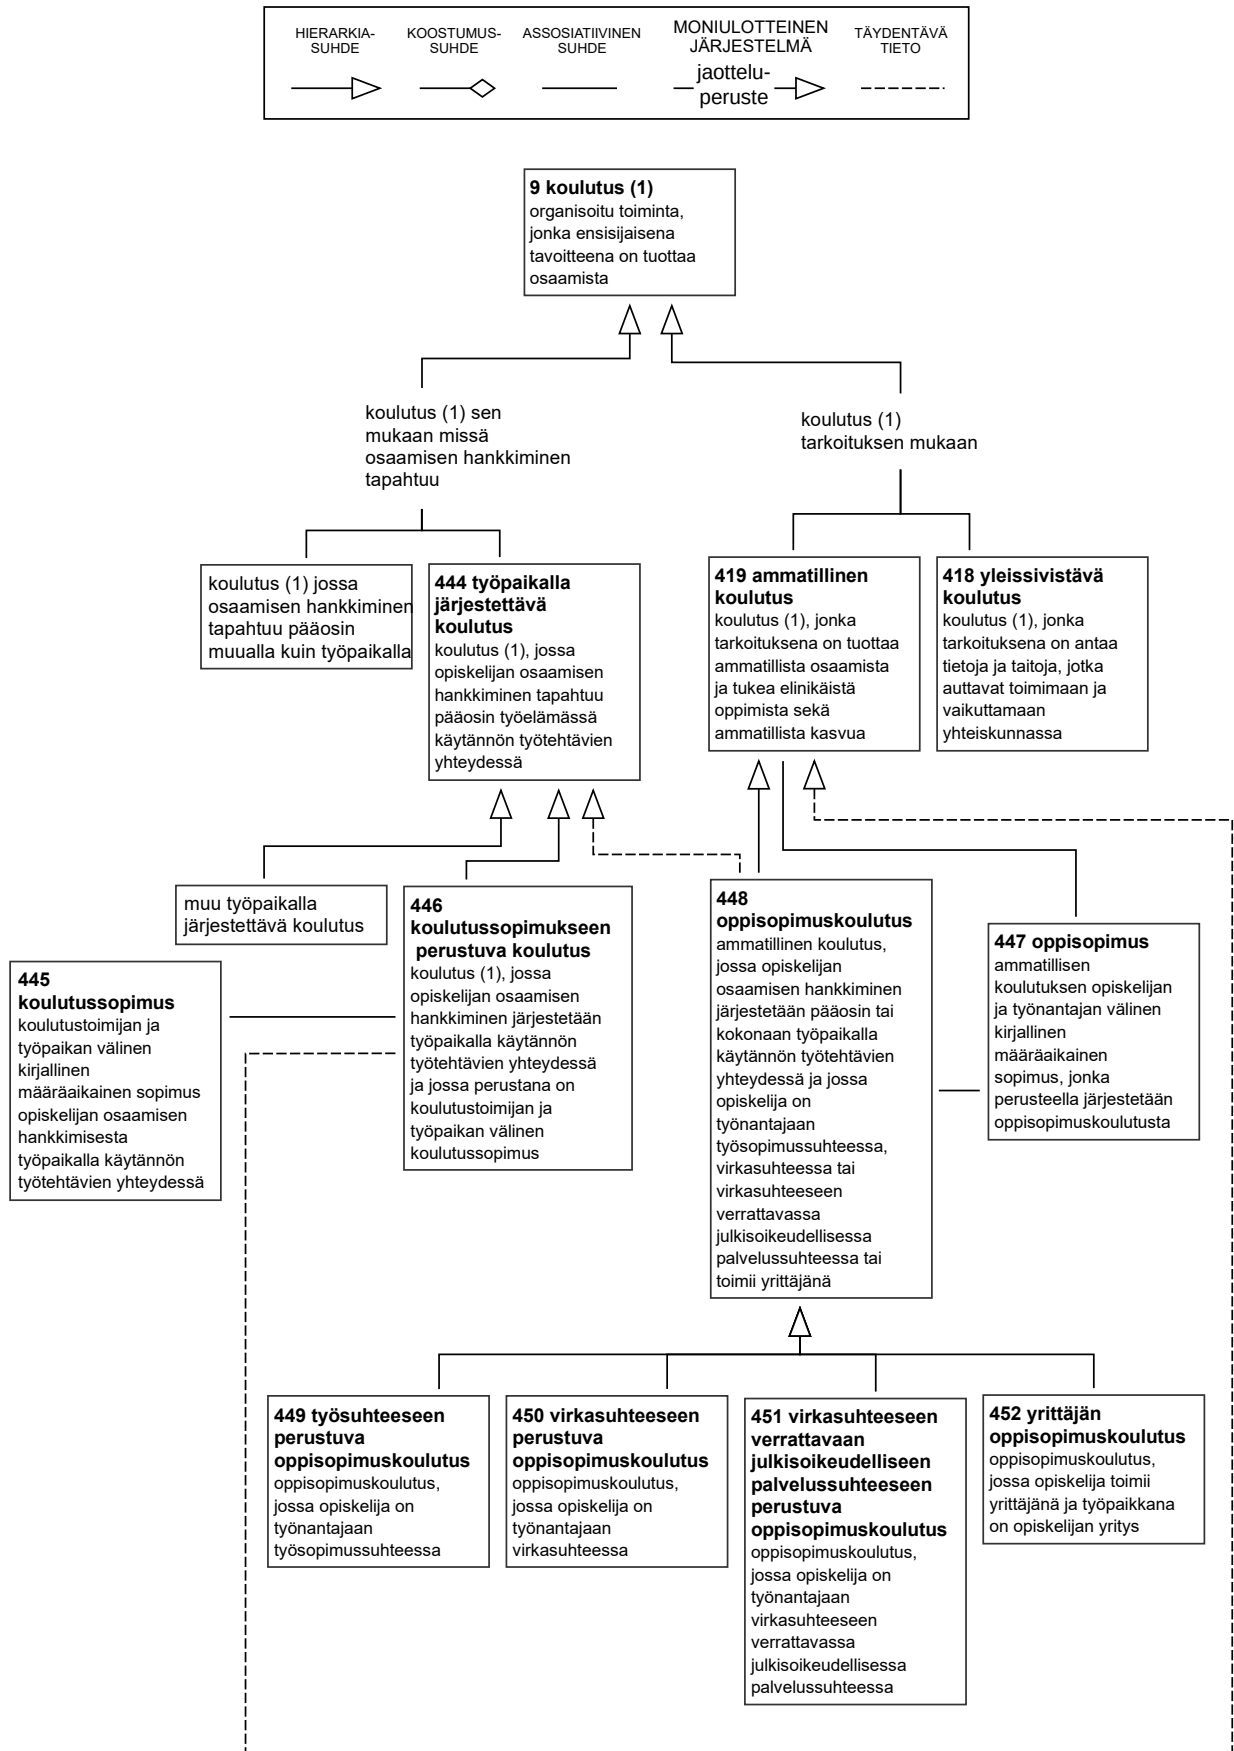 HIERARKIA-
SUHDE
KOOSTUMUS-
SUHDE
ASSOSIATIIVINEN
SUHDE
MONIULOTTEINEN
JÄRJESTELMÄ
jaottelu-
peruste
TÄYDENTÄVÄ
TIETO
9 koulutus (1)
organisoitu toiminta,
jonka ensisijaisena
tavoitteena on tuottaa
osaamista
koulutus (1) sen
mukaan missä
osaamisen hankkiminen
tapahtuu
koulutus (1)
tarkoituksen mukaan
koulutus (1) jossa
osaamisen hankkiminen
tapahtuu pääosin
muualla kuin työpaikalla
444 työpaikalla
järjestettävä
koulutus
koulutus (1), jossa
opiskelijan osaamisen
hankkiminen tapahtuu
pääosin työelämässä
käytännön työtehtävien
yhteydessä
419 ammatillinen
koulutus
koulutus (1), jonka
tarkoituksena on tuottaa
ammatillista osaamista
ja tukea elinikäistä
oppimista sekä
ammatillista kasvua
418 yleissivistävä
koulutus
koulutus (1), jonka
tarkoituksena on antaa
tietoja ja taitoja, jotka
auttavat toimimaan ja
vaikuttamaan
yhteiskunnassa
muu työpaikalla
järjestettävä koulutus
445
koulutussopimus
koulutustoimijan ja
työpaikan välinen
kirjallinen
määräaikainen sopimus
opiskelijan osaamisen
hankkimisesta
työpaikalla käytännön
työtehtävien yhteydessä
446
koulutussopimukseen
perustuva koulutus
koulutus (1), jossa
opiskelijan osaamisen
hankkiminen järjestetään
työpaikalla käytännön
työtehtävien yhteydessä
ja jossa perustana on
koulutustoimijan ja
työpaikan välinen
koulutussopimus
448
oppisopimuskoulutus
ammatillinen koulutus,
jossa opiskelijan
osaamisen hankkiminen
järjestetään pääosin tai
kokonaan työpaikalla
käytännön työtehtävien
yhteydessä ja jossa
opiskelija on
työnantajaan
työsopimussuhteessa,
virkasuhteessa tai
virkasuhteeseen
verrattavassa
julkisoikeudellisessa
palvelussuhteessa tai
toimii yrittäjänä
447 oppisopimus
ammatillisen
koulutuksen opiskelijan
ja työnantajan välinen
kirjallinen
määräaikainen
sopimus, jonka
perusteella järjestetään
oppisopimuskoulutusta
449 työsuhteeseen
perustuva
oppisopimuskoulutus
oppisopimuskoulutus,
jossa opiskelija on
työnantajaan
työsopimussuhteessa
450 virkasuhteeseen
perustuva
oppisopimuskoulutus
oppisopimuskoulutus,
jossa opiskelija on
työnantajaan
virkasuhteessa
451 virkasuhteeseen
verrattavaan
julkisoikeudelliseen
palvelussuhteeseen
perustuva
oppisopimuskoulutus
oppisopimuskoulutus,
jossa opiskelija on
työnantajaan
virkasuhteeseen
verrattavassa
julkisoikeudellisessa
palvelussuhteessa
452 yrittäjän
oppisopimuskoulutus
oppisopimuskoulutus,
jossa opiskelija toimii
yrittäjänä ja työpaikkana
on opiskelijan yritys